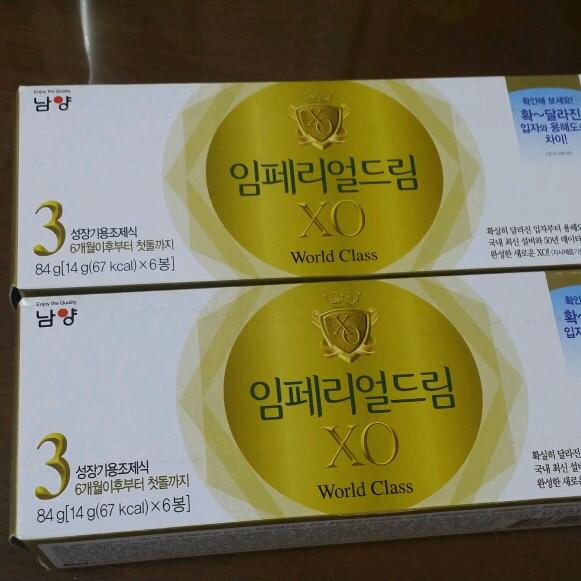 Enjoy the Quality
남양
XO
임페리얼드림
XO
World Class
3
성장기용조제식
6개월이후부터 첫돌까지
84 g[14 g(67 kcal)×6봉]
확인해 보세요!
확~달라진
입자와 용해도의
차이!
확실히 달라진 입자부터 용해도
국내 최신 설비와 50년 데이터
완성한 새로운 XO!
Enjoy the Quality
남양
XO
임페리얼드림
XO
World Class
3
성장기용조제식
6개월이후부터 첫돌까지
84 g[14 g(67 kcal)×6봉]
확인
확~
입자
확실히 달라진
국내 최신 설
완성한 새로운